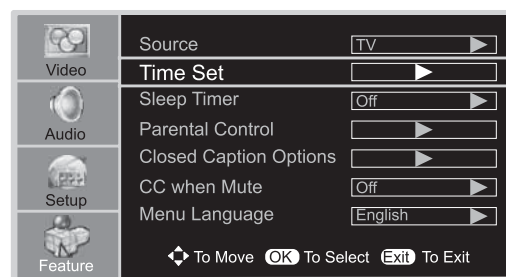 Video
Audio
Setup
Feature
Source TV
Time Set
Sleep Timer Off
Parental Control
Closed Caption Options
CC when Mute Off
Menu Language English
To Move OK To Select Exit To Exit